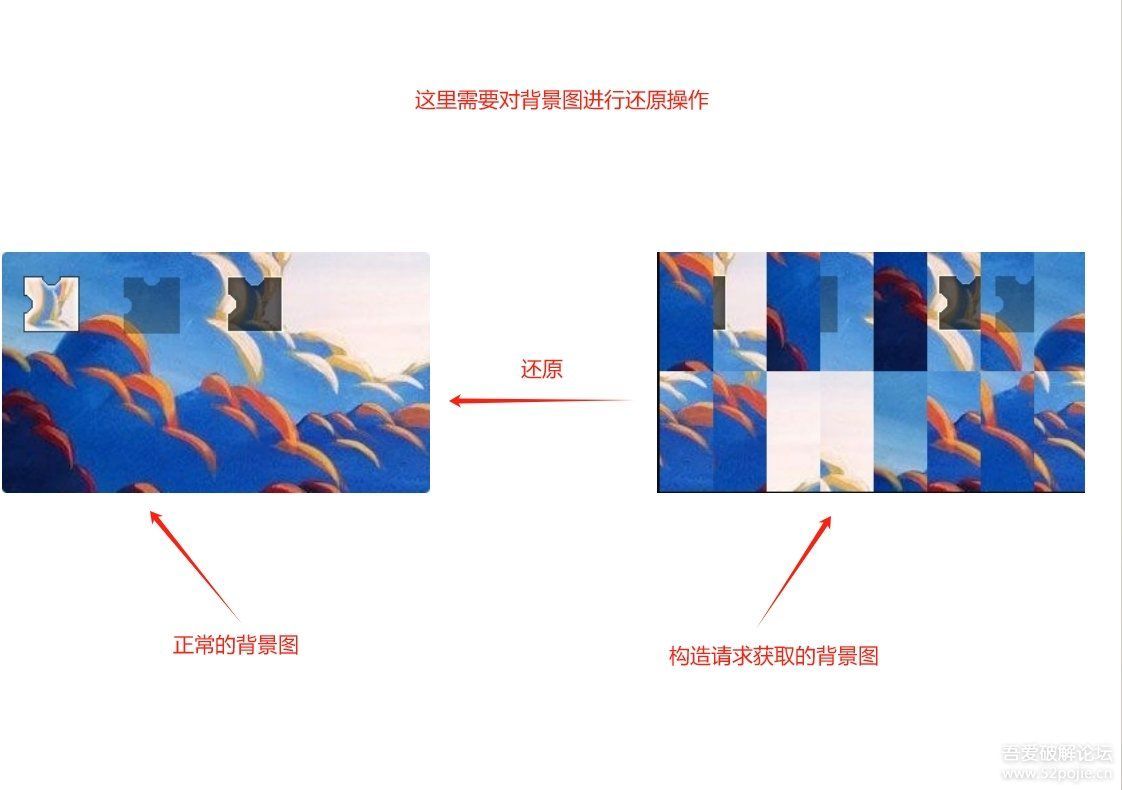 这里需要对背景图进行还原操作
还原
正常的背景图
构造请求获取的背景图
吾爱破解论坛
www.52pojie.cn